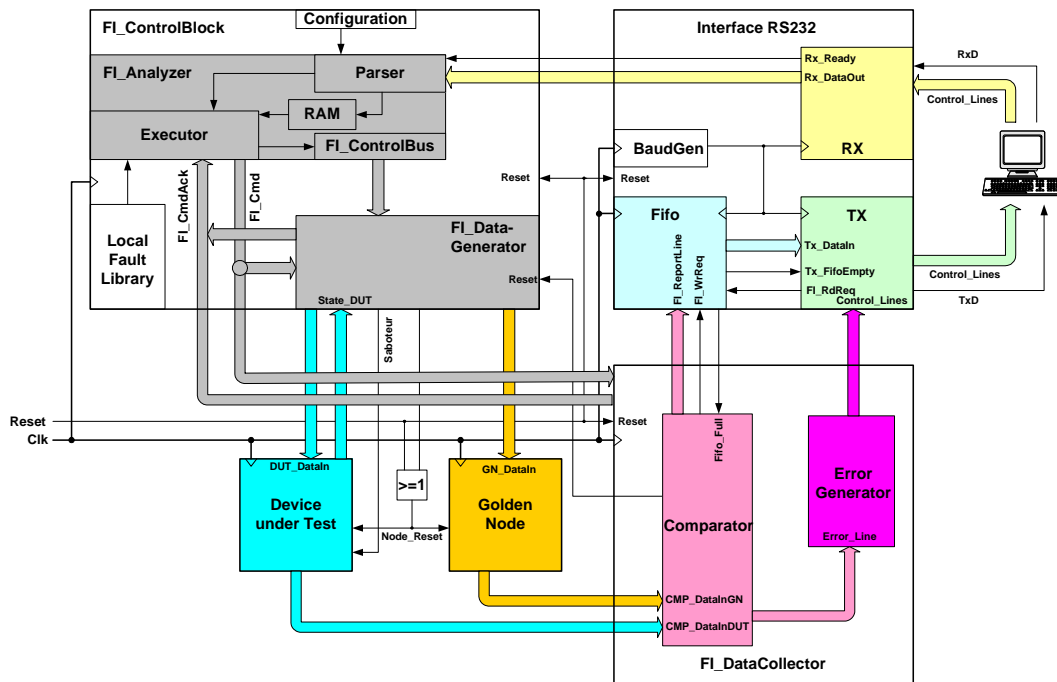 Configuration
FI_ControlBlock
Interface RS232
FI_Analyzer
Parser
RAM
Executor
FI_ControlBus
Rx_Ready
Rx_DataOut
RX
RxD
Control_Lines
BaudGen
Reset
Reset
FI_CmdAck
FI_Cmd
Local
Fault
Library
FI_Data-
Generator
State_DUT
Reset
Fifo
TX
Tx_DataIn
Tx_FifoEmpty
FI_RdReq
Control_Lines
FI_ReportLine
FI_WrReq
Control_Lines
TxD
Saboteur
Reset
Clk
Reset
Fifo_Full
DUT_DataIn
Device
under Test
>=1
Node_Reset
GN_DataIn
Golden
Node
Comparator
CMP_DataInGN
CMP_DataInDUT
Error
Generator
Error_Line
FI_DataCollector